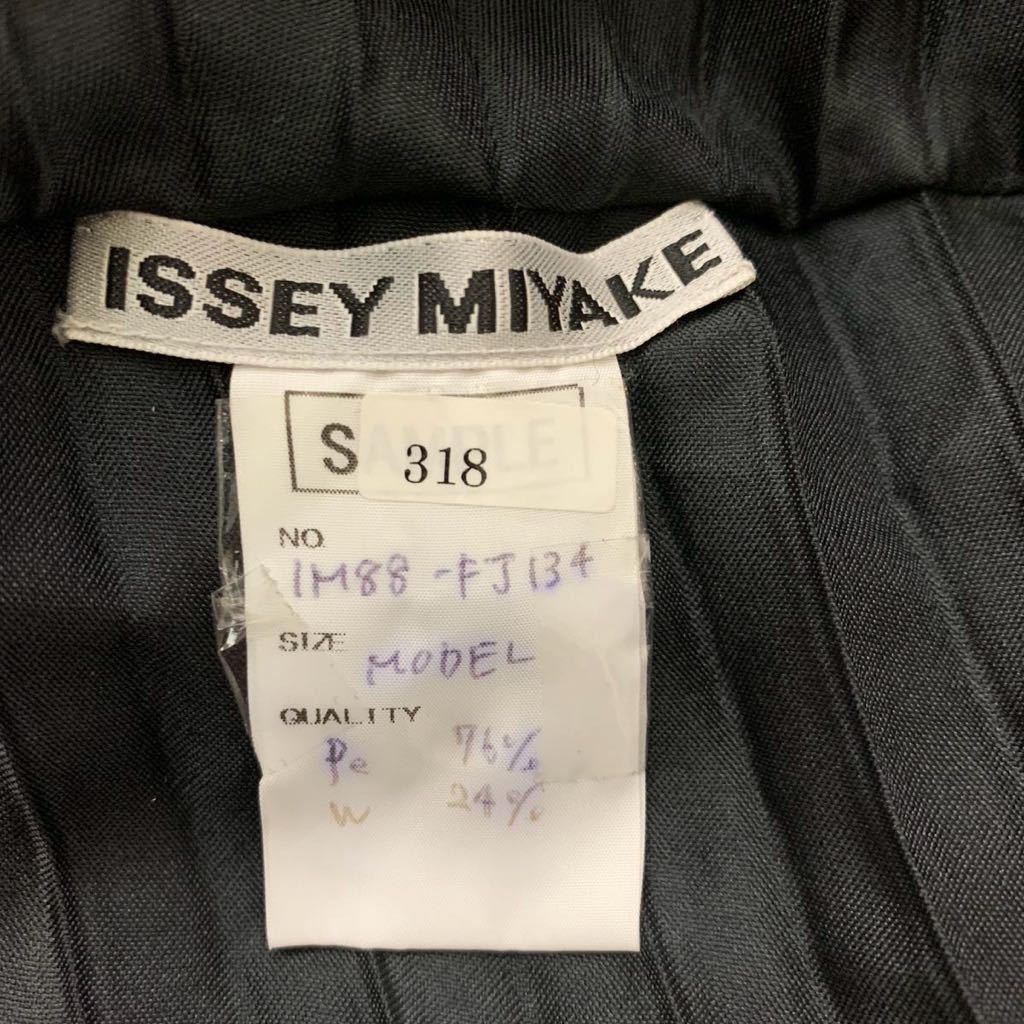 ISSEY MIYAKE
SAMPLE
318
NO.
IM88-FJ134
SIZE
MODEL
QUALITY
Pe 76%
W 24%